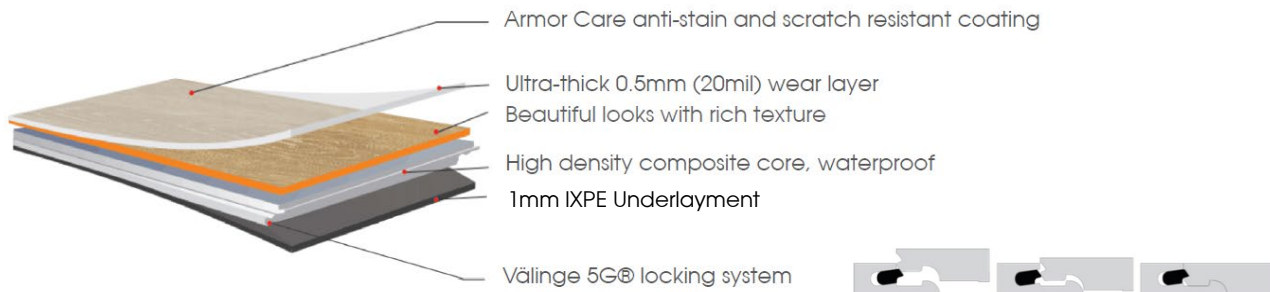 Armor Care anti-stain and scratch resistant coating
Ultra-thick 0.5mm (20mil) wear layer
Beautiful looks with rich texture
High density composite core, waterproof
1mm IXPE Underlayment
Välinge 5G® locking system